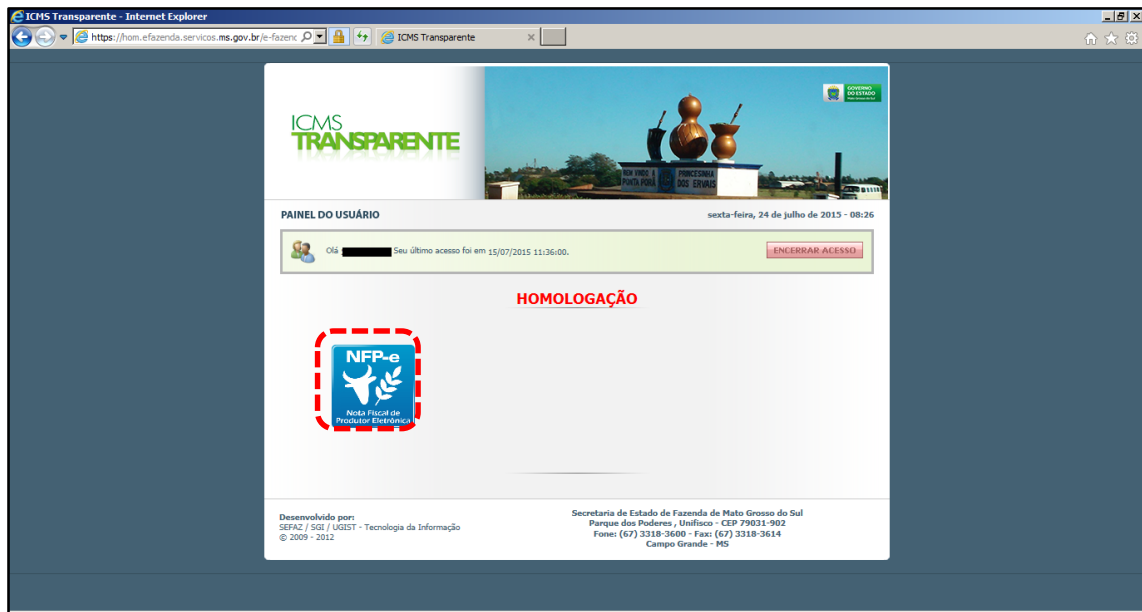 ICMS Transparente - Internet Explorer
https://hom.efazenda.servicos.ms.gov.br/e-fazenc
ICMS Transparente
ICMS
TRANSPARENTE
GOVERNO
DO ESTADO
Mato Grosso do Sul
BEM VINDO A
PONTA PORÃ
PRINCESINHA
DOS ERVAIS
PAINEL DO USUÁRIO
sexta-feira, 24 de julho de 2015 - 08:26
Olá Seu último acesso foi em 15/07/2015 11:36:00.
ENCERRAR ACESSO
HOMOLOGAÇÃO
NFP-e
Nota Fiscal de
Produtor Eletrônica
Desenvolvido por:
SEFAZ / SGI / UGIST - Tecnologia da Informação
© 2009 - 2012
Secretaria de Estado de Fazenda de Mato Grosso do Sul
Parque dos Poderes , Unifisco - CEP 79031-902
Fone: (67) 3318-3600 - Fax: (67) 3318-3614
Campo Grande - MS